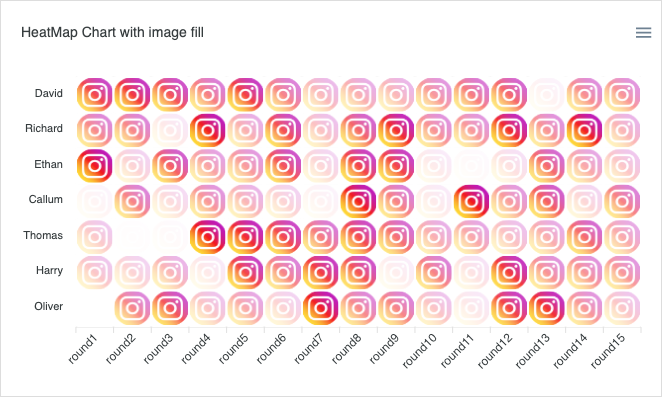 HeatMap Chart with image fill
David
Richard
Ethan
Callum
Thomas
Harry
Oliver
round1
round2
round3
round4
round5
round6
round7
round8
round9
round10
round11
round12
round13
round14
round15